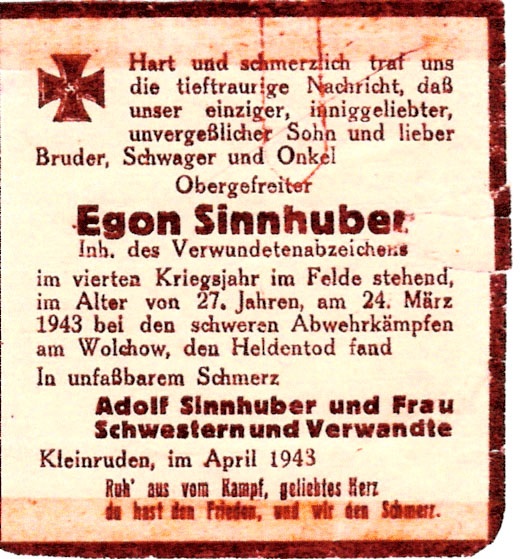 Hart und schmerzlich traf uns
die tieftraurige Nachricht, daß
unser einziger, inniggeliebter,
unvergeßlicher Sohn und lieber
Bruder, Schwager und Onkel
Obergefreiter
Egon Sinnhuber
Inh. des Verwundetenabzeichens
im vierten Kriegsjahr im Felde stehend,
im Alter von 27. Jahren, am 24. März
1943 bei den schweren Abwehrkämpfen
am Wolchow, den Heldentod fand
In unfaßbarem Schmerz
Adolf Sinnhuber und Frau
Schwestern und Verwandte
Kleinruden, im April 1943
Ruh' aus vom Kampf, geliebtes Herz
du hast den Frieden, und wir den Schmerz.